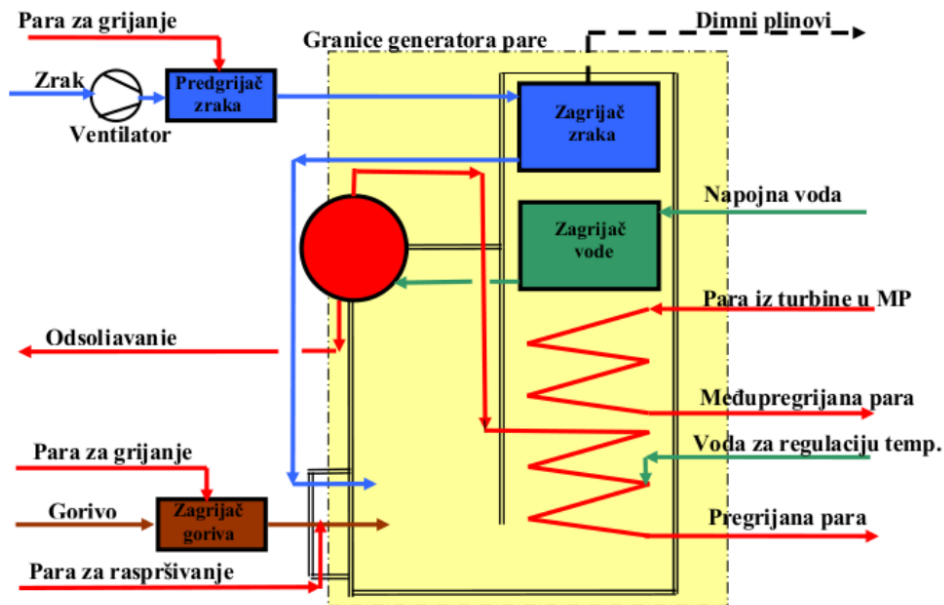 Para za grijanje
Dimni plinovi
Granice generatora pare
Zrak
Predgrijač
zraka
Ventilator
Zagrijač
zraka
Napojna voda
Zagrijač
vode
Para iz turbine u MP
Odsoljavanje
Međupregrijana para
Voda za regulaciju temp.
Para za grijanje
Gorivo
Zagrijač
goriva
Pregrijana para
Para za raspršivanje